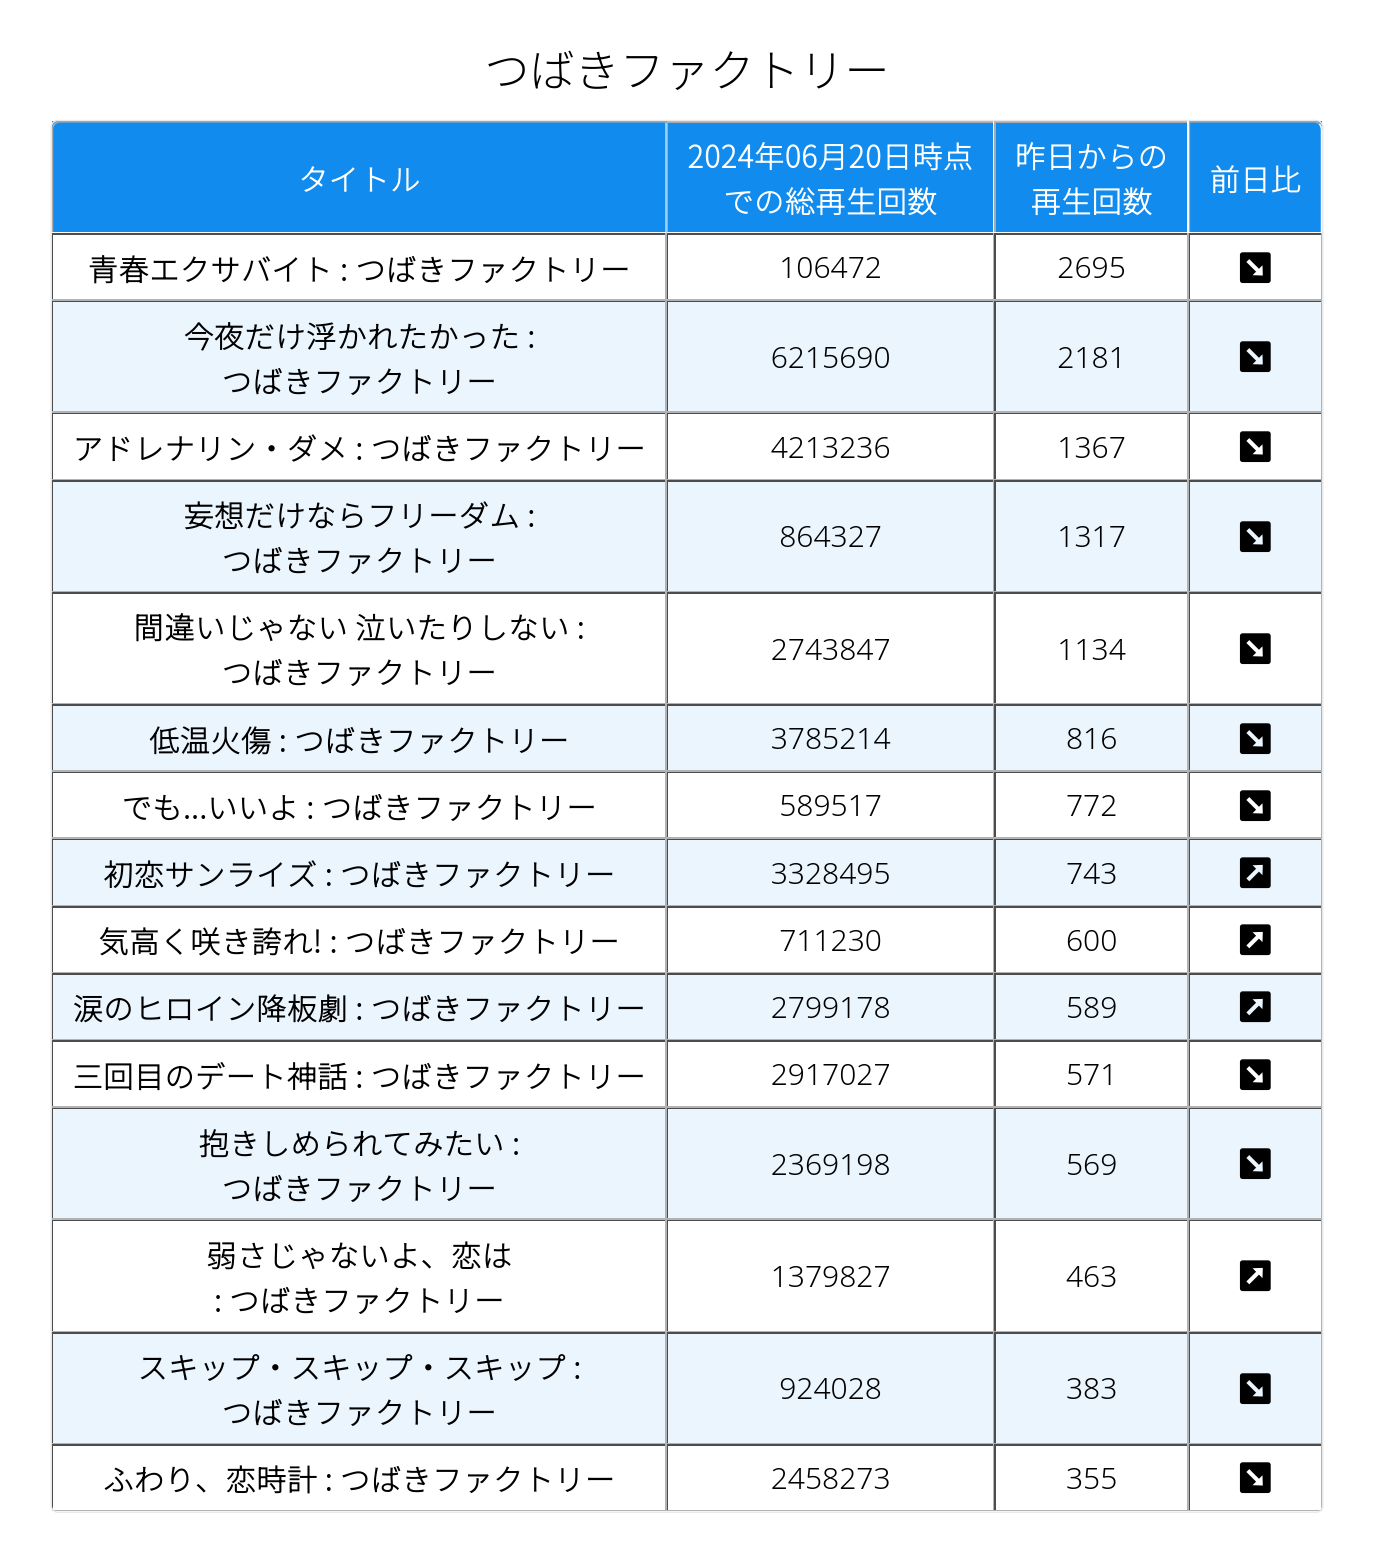 つばきファクトリー
タイトル
2024年06月20日時点
での総再生回数
昨日からの
再生回数
前日比
青春エクサバイト : つばきファクトリー
106472
2695
今夜だけ浮かれたかった :
つばきファクトリー
6215690
2181
アドレナリン・ダメ : つばきファクトリー
4213236
1367
妄想だけならフリーダム :
つばきファクトリー
864327
1317
間違いじゃない 泣いたりしない :
つばきファクトリー
2743847
1134
低温火傷 : つばきファクトリー
3785214
816
でも...いいよ : つばきファクトリー
589517
772
初恋サンライズ : つばきファクトリー
3328495
743
気高く咲き誇れ! : つばきファクトリー
711230
600
涙のヒロイン降板劇 : つばきファクトリー
2799178
589
三回目のデート神話 : つばきファクトリー
2917027
571
抱きしめられてみたい :
つばきファクトリー
2369198
569
弱さじゃないよ、恋は
: つばきファクトリー
1379827
463
スキップ・スキップ・スキップ :
つばきファクトリー
924028
383
ふわり、恋時計 : つばきファクトリー
2458273
355